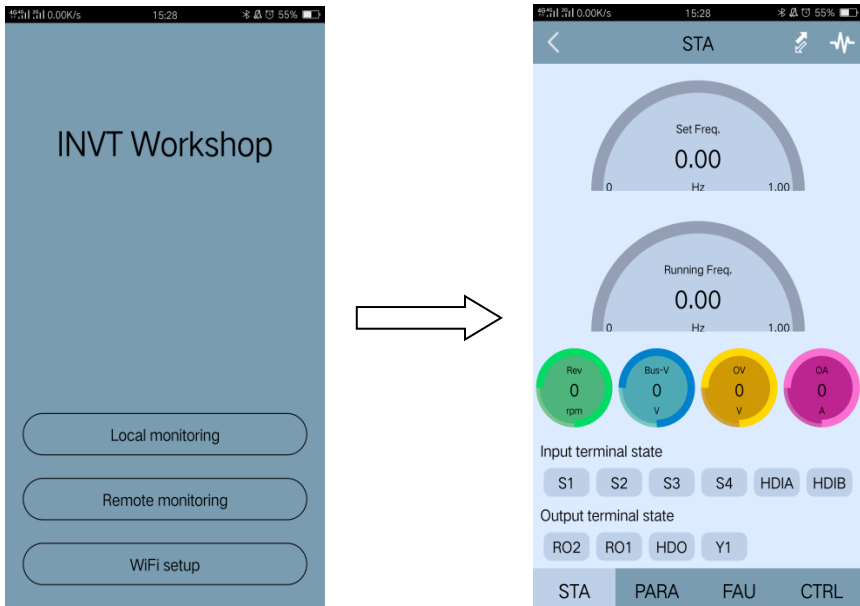 0.00K/s 15:28 55%
INVT Workshop
Local monitoring
Remote monitoring
WiFi setup
0.00K/s 15:28 55%
STA
Set Freq.
0.00
0 Hz 1.00
Running Freq.
0.00
0 Hz 1.00
Rev Bus-V OV OA
0 0 0 0
rpm V V A
Input terminal state
S1 S2 S3 S4 HDIA HDIB
Output terminal state
RO2 RO1 HDO Y1
STA PARA FAU CTRL